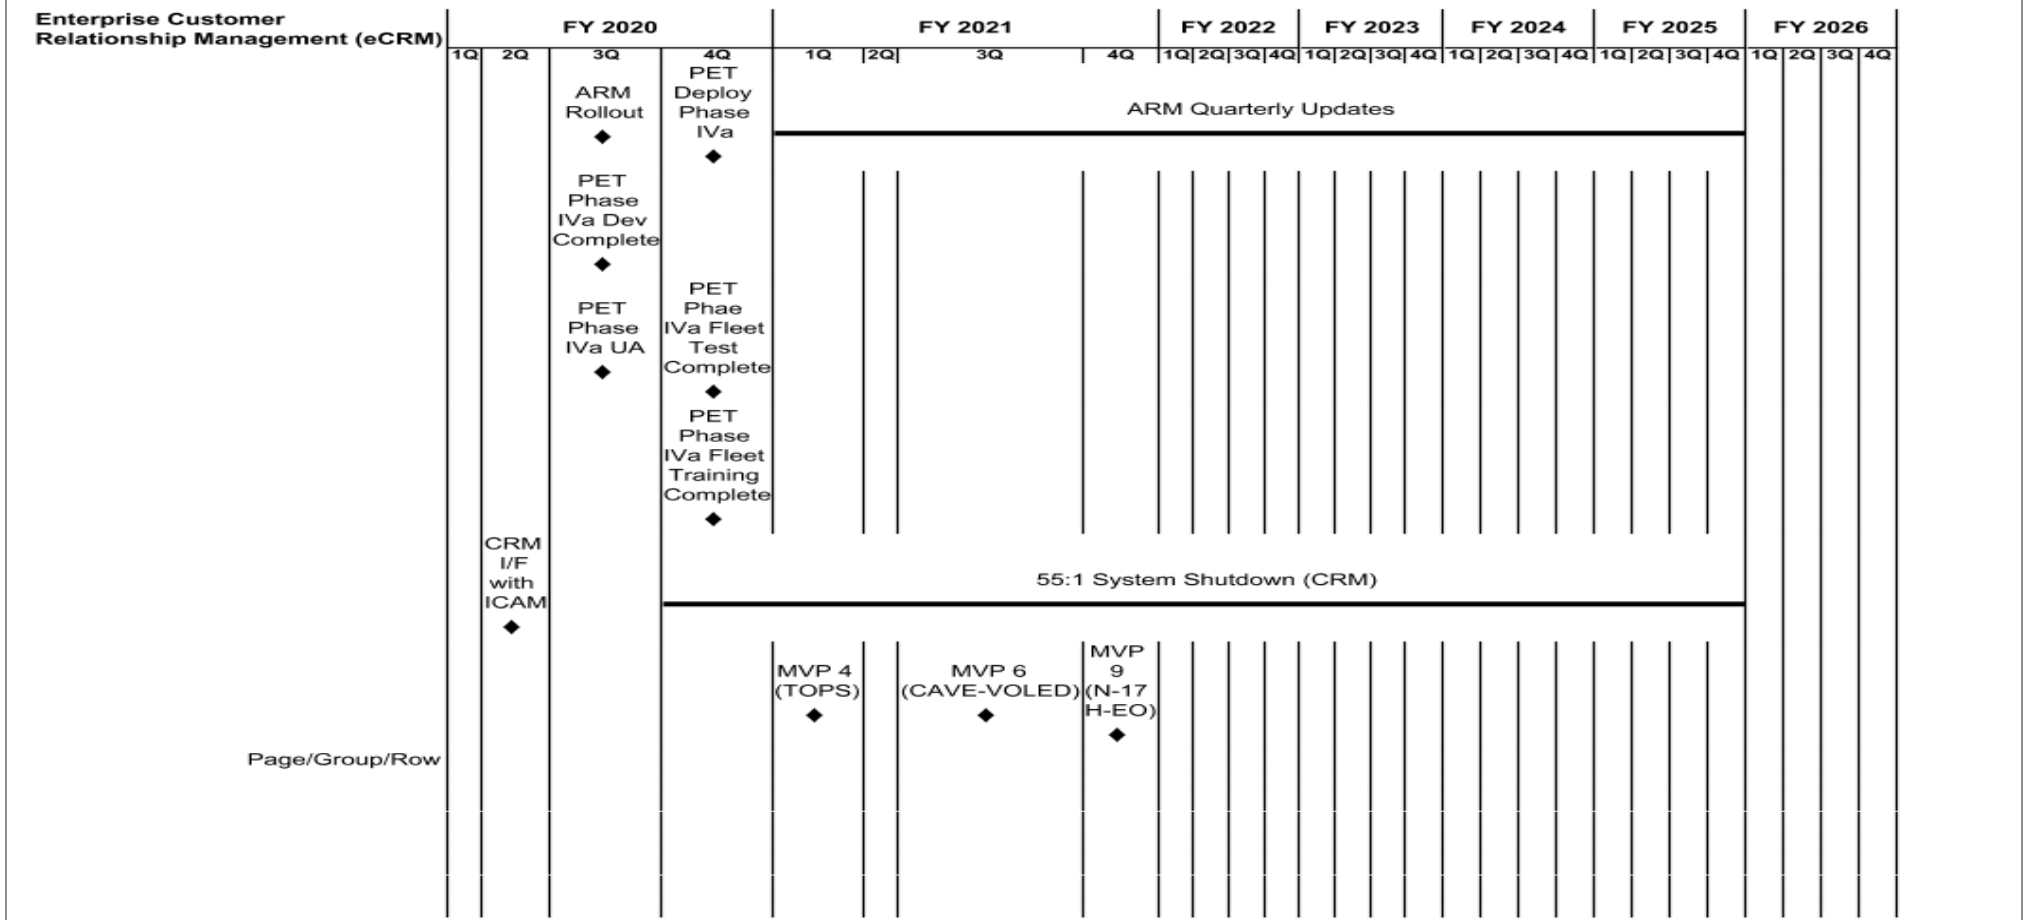 Enterprise Customer
Relationship Management (eCRM)
FY 2020 FY 2021 FY 2022 FY 2023 FY 2024 FY 2025 FY 2026
1Q 2Q 3Q 4Q 1Q 2Q 3Q 4Q 1Q 2Q 3Q 4Q 1Q 2Q 3Q 4Q 1Q 2Q 3Q 4Q 1Q 2Q 3Q 4Q 1Q 2Q 3Q 4Q
ARM
Rollout
PET
Deploy
Phase
IVa
ARM Quarterly Updates
PET
Phase
IVa Dev
Complete
PET
Phase
IVa UA
PET
Phae
IVa Fleet
Test
Complete
PET
Phase
IVa Fleet
Training
Complete
CRM
I/F
with
ICAM
55:1 System Shutdown (CRM)
MVP 4
(TOPS)
MVP 6
(CAVE-VOLED)
MVP
9
(N-17
H-EO)
Page/Group/Row